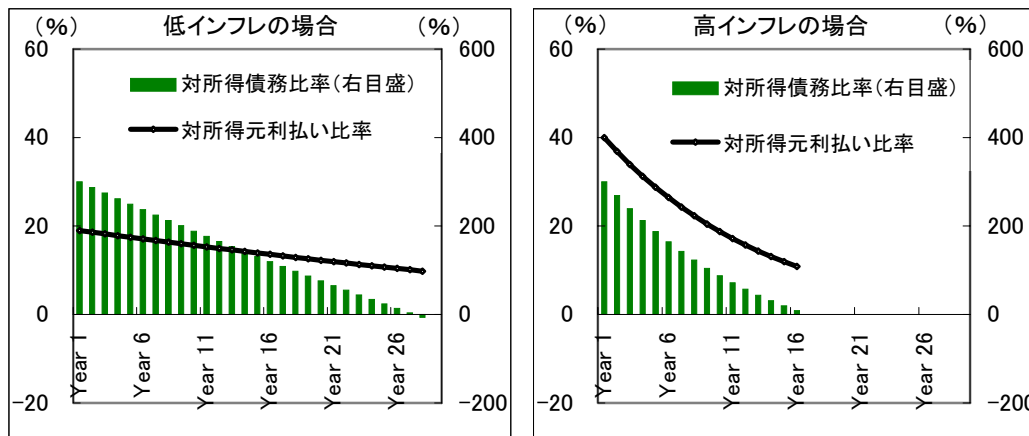 低インフレの場合
（%）
（%）
60
40
20
0
−20
600
400
200
0
−200
対所得債務比率（右目盛）
対所得元利払い比率
Year 1
Year 6
Year 11
Year 16
Year 21
Year 26
高インフレの場合
（%）
（%）
60
40
20
0
−20
600
400
200
0
−200
対所得債務比率（右目盛）
対所得元利払い比率
Year 1
Year 6
Year 11
Year 16
Year 21
Year 26